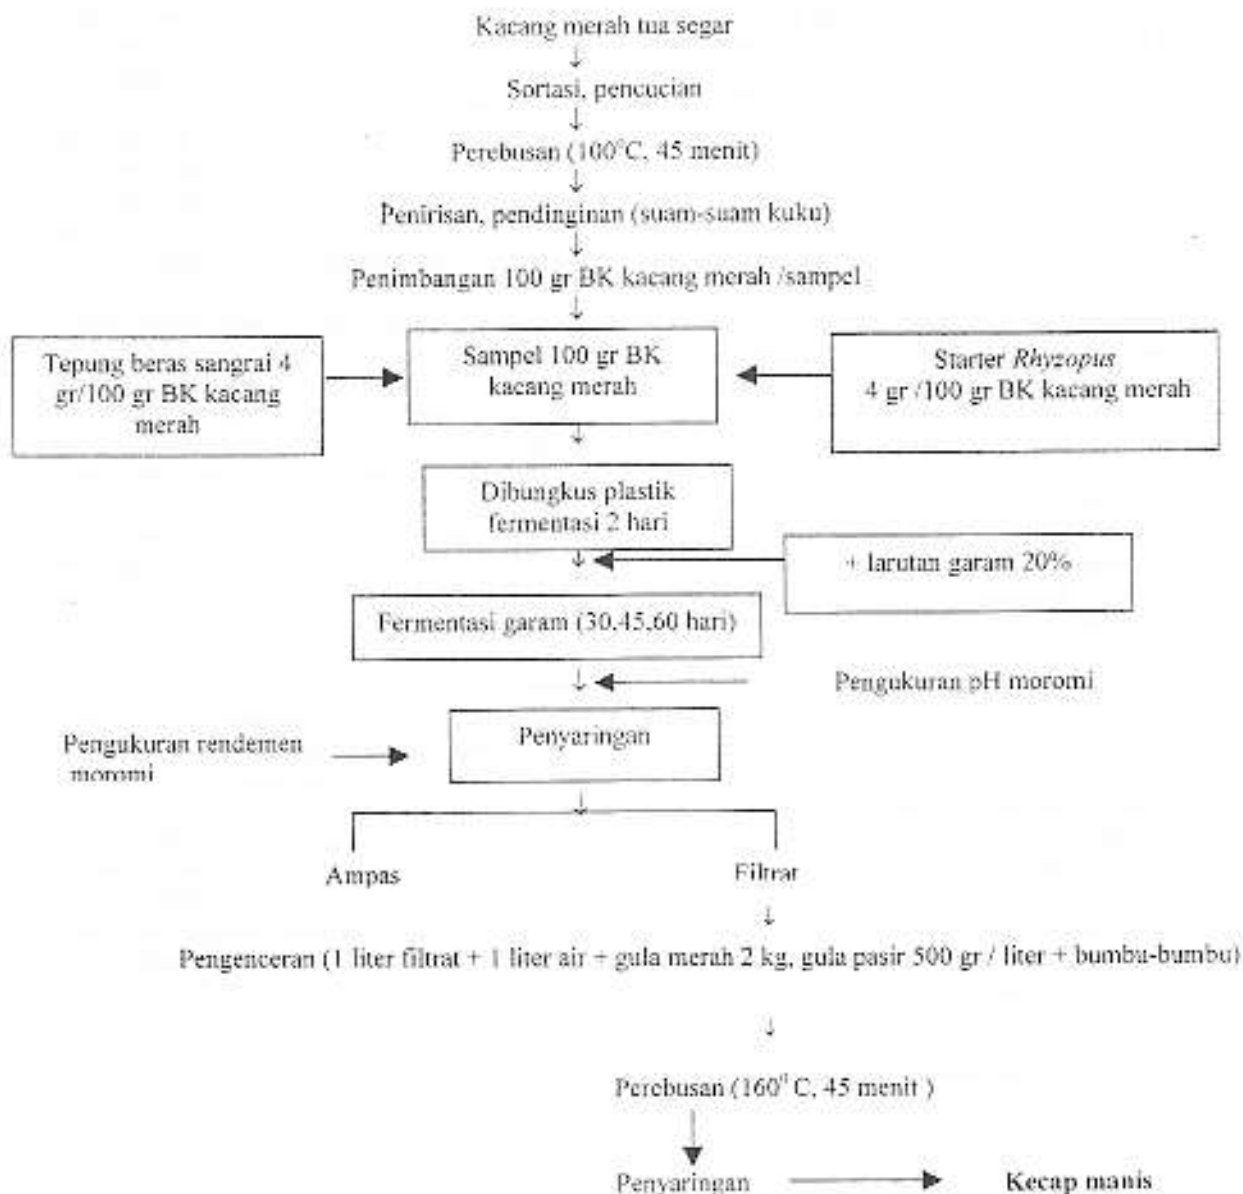 Kacang merah tua segar
Sortasi, pencucian
Perebusan (100°C, 45 menit)
Penirisan, pendinginan (suam-suam kuku)
Penimbangan 100 gr BK kacang merah /sampel
Tepung beras sangrai 4
gr/100 gr BK kacang
merah
Sampel 100 gr BK
kacang merah
Starter Rhyzopus
4 gr /100 gr BK kacang merah
Dibungkus plastik
fermentasi 2 hari
+ larutan garam 20%
Fermentasi garam (30,45,60 hari)
Pengukuran pH moromi
Penyaringan
Pengukuran rendemen
moromi
Ampas
Filtrat
Pengenceran (1 liter filtrat + 1 liter air + gula merah 2 kg, gula pasir 500 gr / liter + bumbu-bumbu)
Perebusan (160° C, 45 menit )
Penyaringan
Kecap manis